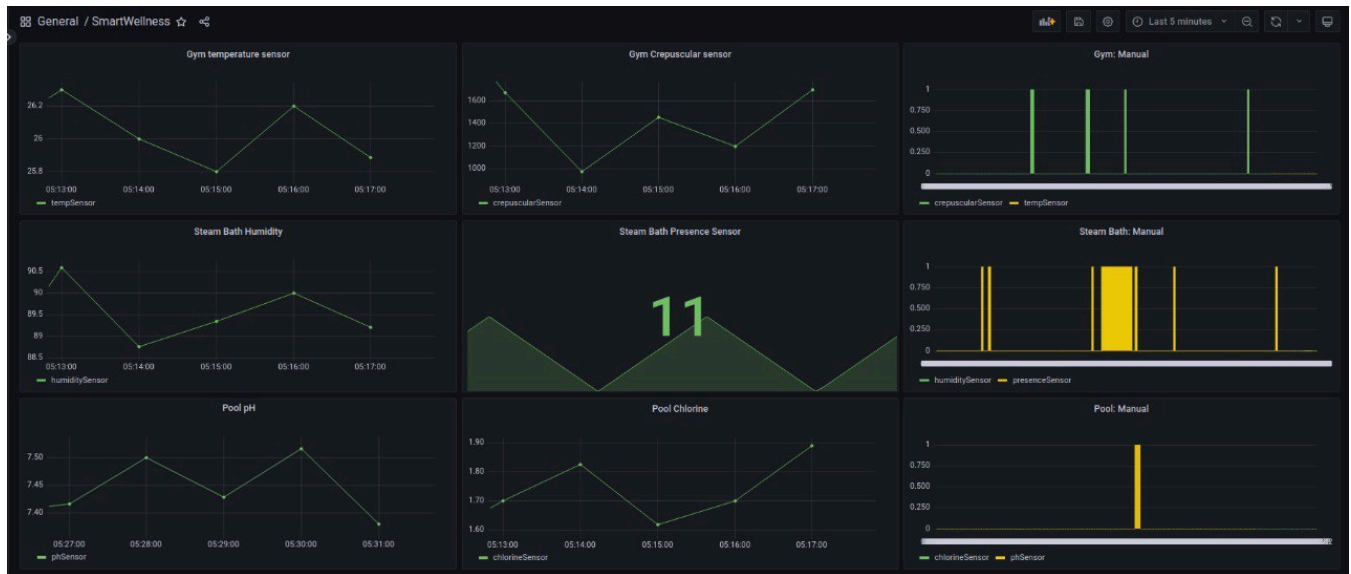 General / SmartWellness
Last 5 minutes
Gym temperature sensor
26.2
26
25.8
05:13:00 05:14:00 05:15:00 05:16:00 05:17:00
tempSensor
Gym Crepuscular sensor
1600
1400
1200
1000
05:13:00 05:14:00 05:15:00 05:16:00 05:17:00
crepuscularSensor
Gym: Manual
1
0.750
0.500
0.250
0
crepuscularSensor tempSensor
Steam Bath Humidity
90.5
90
89.5
89
88.5
05:13:00 05:14:00 05:15:00 05:16:00 05:17:00
humiditySensor
Steam Bath Presence Sensor
11
Steam Bath: Manual
1
0.750
0.500
0.250
0
humiditySensor presenceSensor
Pool pH
7.50
7.45
7.40
05:27:00 05:28:00 05:29:00 05:30:00 05:31:00
phSensor
Pool Chlorine
1.90
1.80
1.70
1.60
05:13:00 05:14:00 05:15:00 05:16:00 05:17:00
chlorineSensor
Pool: Manual
1
0.750
0.500
0.250
0
chlorineSensor phSensor